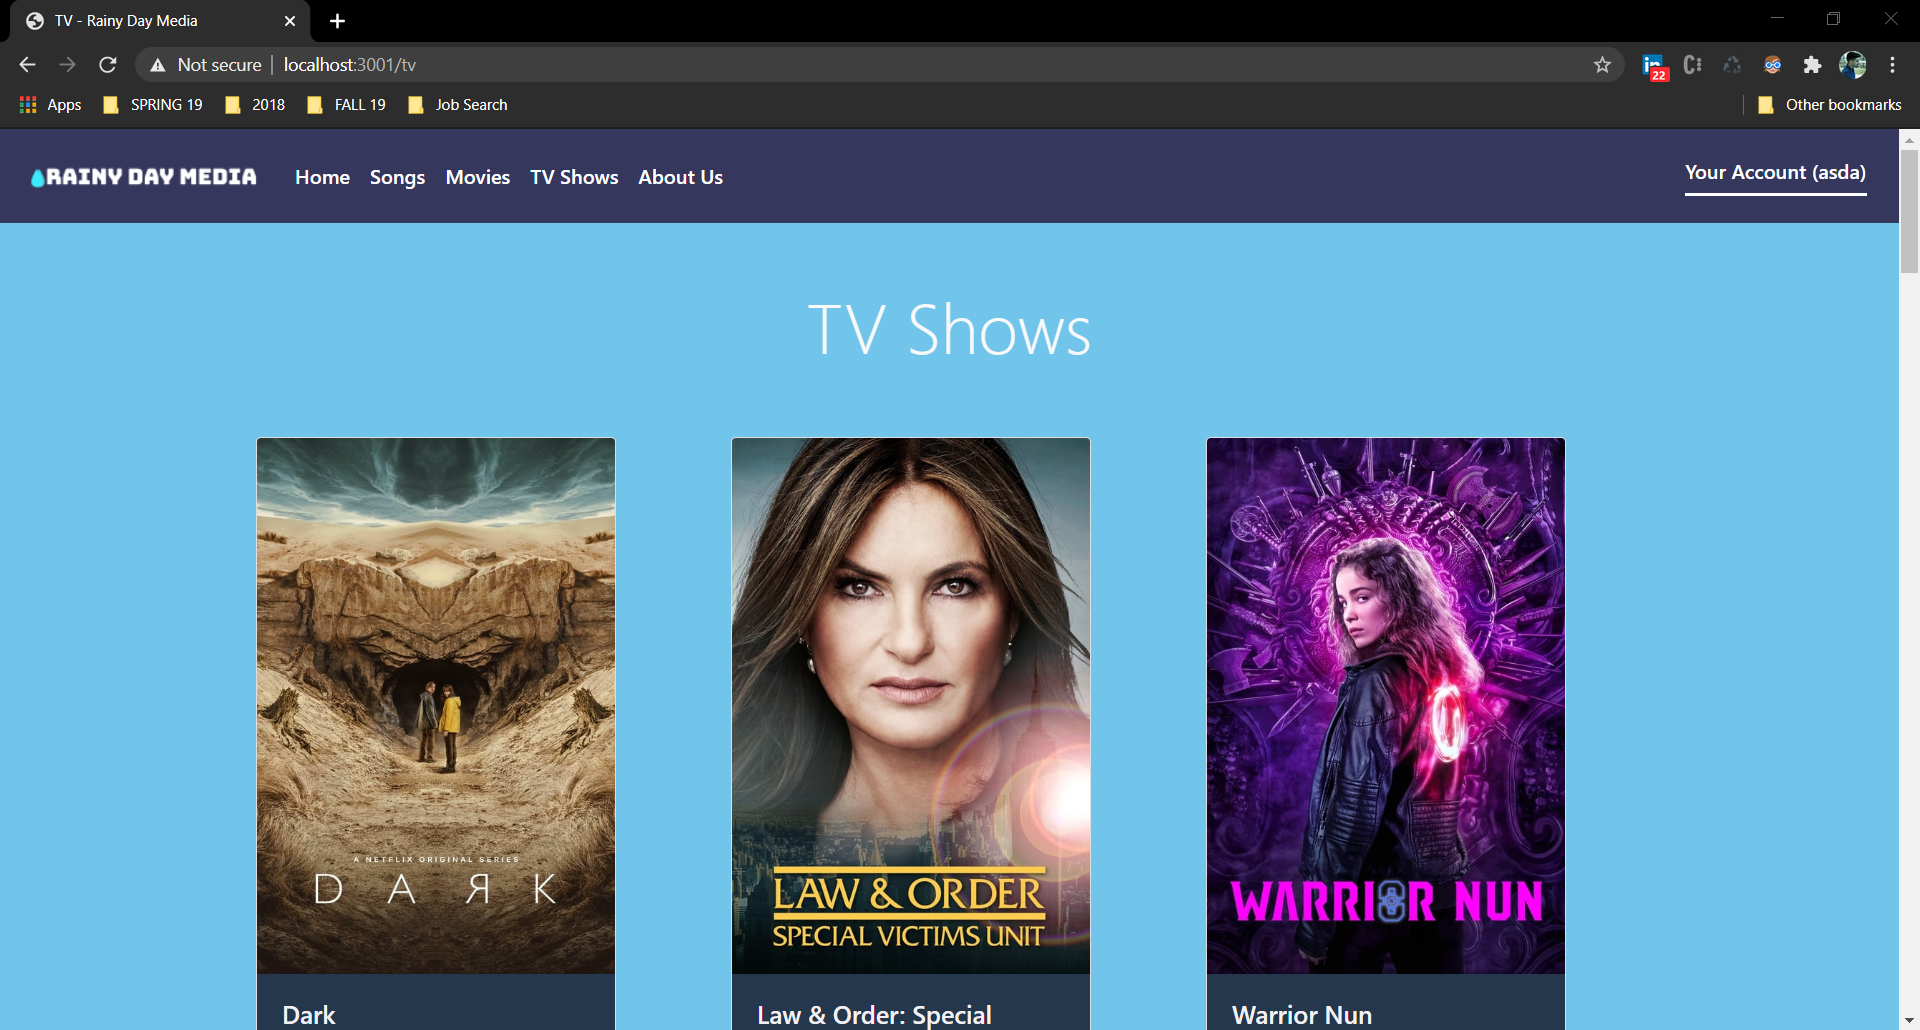 TV - Rainy Day Media
Not secure | localhost:3001/tv
22
Apps SPRING 19 2018 FALL 19 Job Search Other bookmarks
RAINY DAY MEDIA Home Songs Movies TV Shows About Us Your Account (asda)
TV Shows
A NETFLIX ORIGINAL SERIES
DAЯK
LAW & ORDER
SPECIAL VICTIMS UNIT
WARRIOR NUN
Dark
Law & Order: Special
Warrior Nun